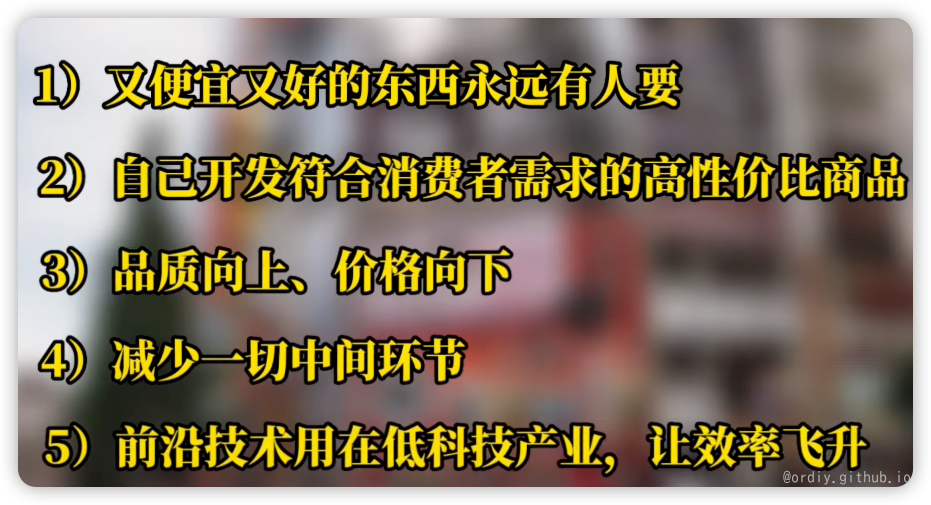 1）又便宜又好的东西永远有人要
2）自己开发符合消费者需求的高性价比商品
3）品质向上、价格向下
4）减少一切中间环节
5）前沿技术用在低科技产业，让效率飞升
@ordiy.github.io